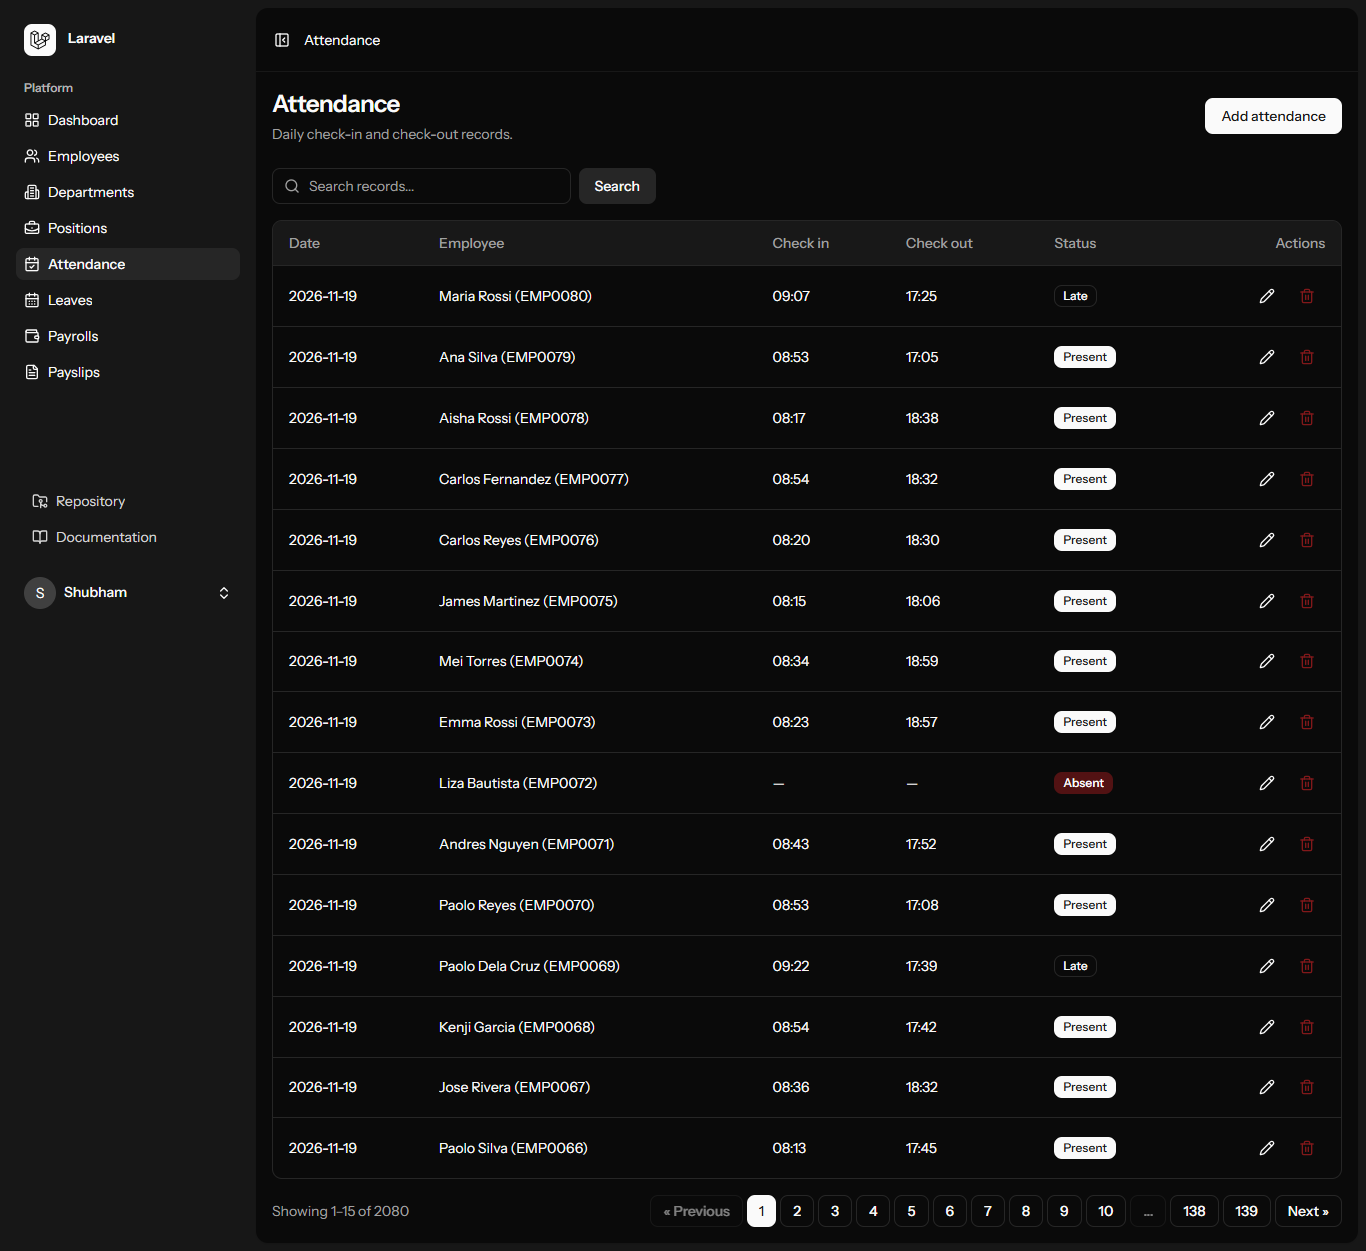 Laravel
Platform
Dashboard
Employees
Departments
Positions
Attendance
Leaves
Payrolls
Payslips
Repository
Documentation
S Shubham
Attendance
Attendance
Daily check-in and check-out records.
Add attendance
Search records...
Search
Date Employee Check in Check out Status Actions
2026-11-19 Maria Rossi (EMP0080) 09:07 17:25 Late
2026-11-19 Ana Silva (EMP0079) 08:53 17:05 Present
2026-11-19 Aisha Rossi (EMP0078) 08:17 18:38 Present
2026-11-19 Carlos Fernandez (EMP0077) 08:54 18:32 Present
2026-11-19 Carlos Reyes (EMP0076) 08:20 18:30 Present
2026-11-19 James Martinez (EMP0075) 08:15 18:06 Present
2026-11-19 Mei Torres (EMP0074) 08:34 18:59 Present
2026-11-19 Emma Rossi (EMP0073) 08:23 18:57 Present
2026-11-19 Liza Bautista (EMP0072) — — Absent
2026-11-19 Andres Nguyen (EMP0071) 08:43 17:52 Present
2026-11-19 Paolo Reyes (EMP0070) 08:53 17:08 Present
2026-11-19 Paolo Dela Cruz (EMP0069) 09:22 17:39 Late
2026-11-19 Kenji Garcia (EMP0068) 08:54 17:42 Present
2026-11-19 Jose Rivera (EMP0067) 08:36 18:32 Present
2026-11-19 Paolo Silva (EMP0066) 08:13 17:45 Present
Showing 1–15 of 2080 « Previous 1 2 3 4 5 6 7 8 9 10 ... 138 139 Next »